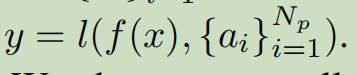 y = l(f(x), {a_i}_{i=1}^{N_p}).